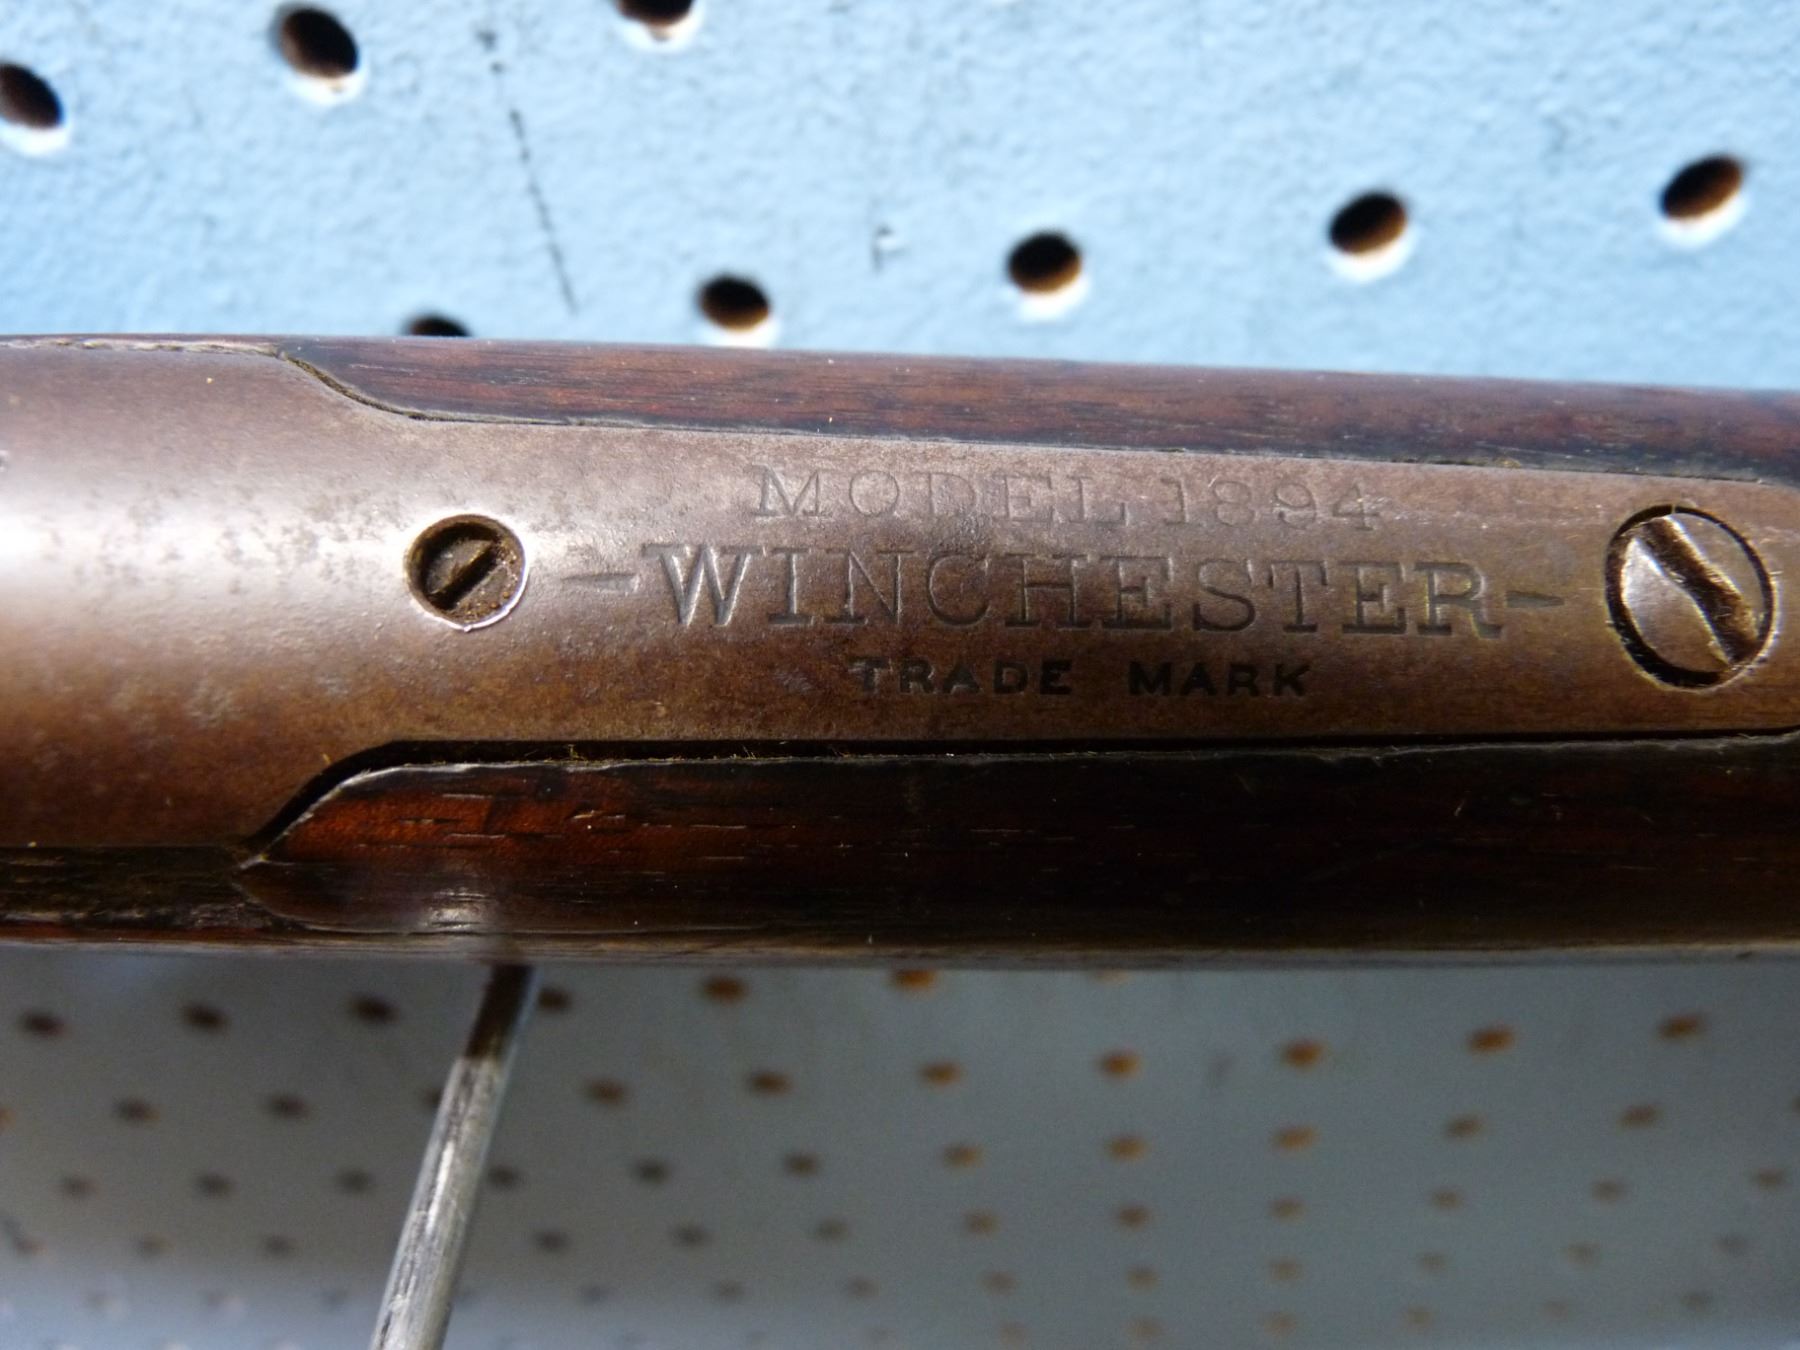 MODEL 1894
-WINCHESTER-
TRADE MARK